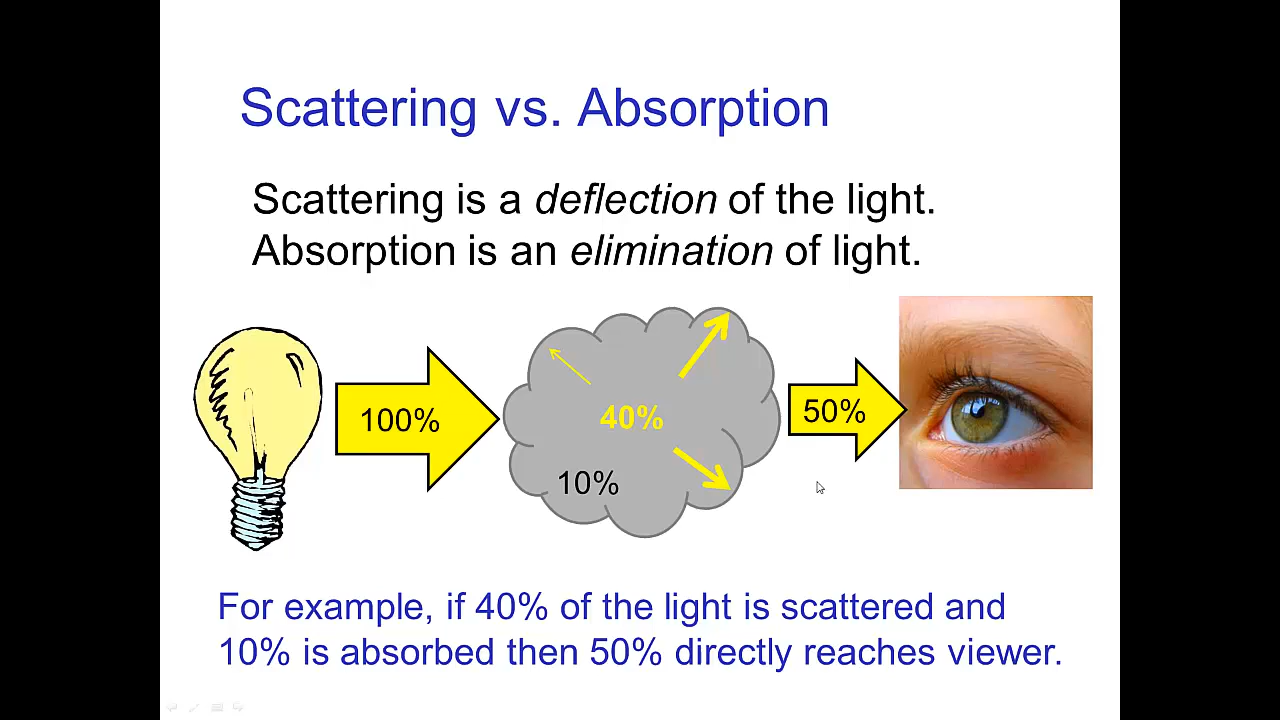 Scattering vs. Absorption
Scattering is a deflection of the light.
Absorption is an elimination of light.
100%
40%
10%
50%
For example, if 40% of the light is scattered and
10% is absorbed then 50% directly reaches viewer.